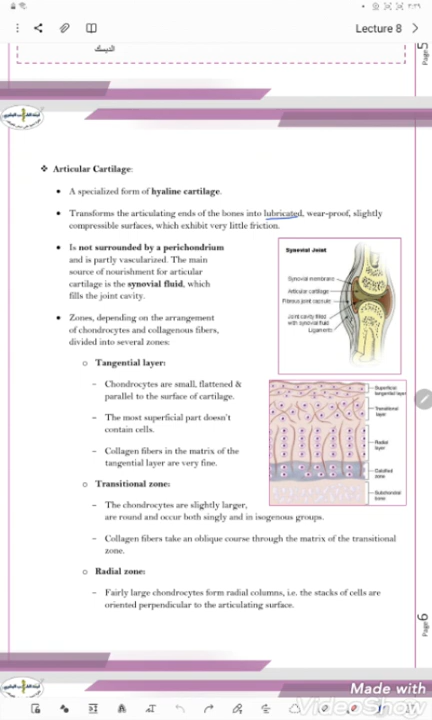 ٢:٢٩
Lecture 8
الديسك
Page 5
❖ Articular Cartilage:
• A specialized form of hyaline cartilage.
• Transforms the articulating ends of the bones into lubricated, wear-proof, slightly
compressible surfaces, which exhibit very little friction.
• Is not surrounded by a perichondrium
and is partly vascularized. The main
source of nourishment for articular
cartilage is the synovial fluid, which
fills the joint cavity.
Synovial Joint
Synovial membrane
Articular cartilage
Fibrous joint capsule
Joint cavity filled
with synovial fluid
Ligaments
• Zones, depending on the arrangement
of chondrocytes and collagenous fibers,
divided into several zones:
o Tangential layer:
− Chondrocytes are small, flattened &
parallel to the surface of cartilage.
− The most superficial part doesn't
contain cells.
− Collagen fibers in the matrix of the
tangential layer are very fine.
Superficial
tangential layer
Transitional
layer
Radial
layer
Calcified
zone
Subchondral
bone
o Transitional zone:
− The chondrocytes are slightly larger,
are round and occur both singly and in isogenous groups.
− Collagen fibers take an oblique course through the matrix of the transitional
zone.
o Radial zone:
− Fairly large chondrocytes form radial columns, i.e. the stacks of cells are
oriented perpendicular to the articulating surface.
Page 6
Made with
VideoShow